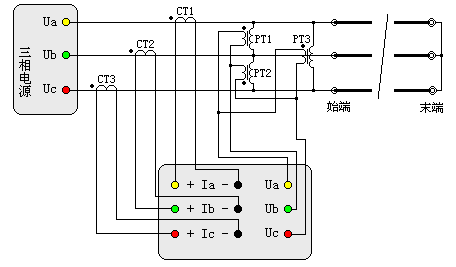 三相电源
Ua
Ub
Uc
CT1
CT2
CT3
PT1
PT2
PT3
始端
末端
+ Ia -
Ua
+ Ib -
Ub
+ Ic -
Uc